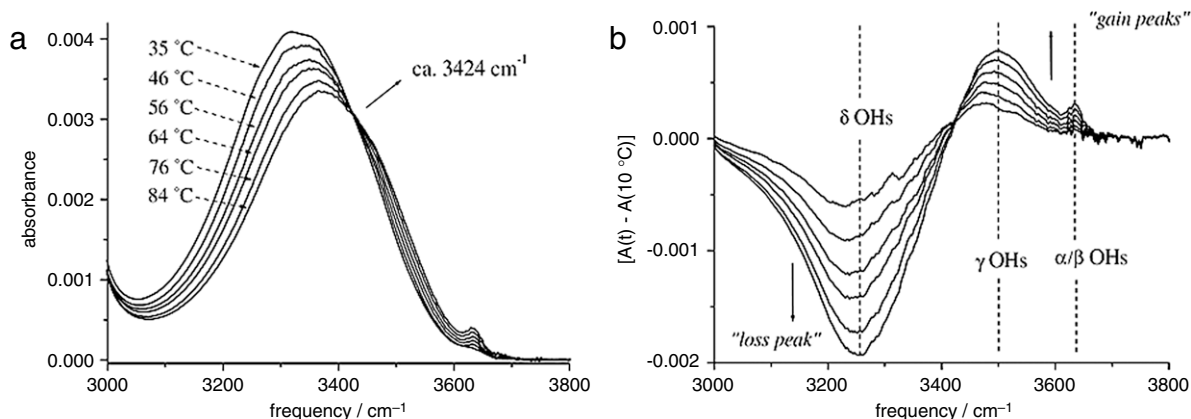 a
0.004
0.003
0.002
0.001
0.000
absorbance
35 °C
46 °C
56 °C
64 °C
76 °C
84 °C
ca. 3424 cm⁻¹
3000
3200
3400
3600
3800
frequency / cm⁻¹
b
0.001
0.000
-0.001
-0.002
[A(t) - A(10 °C)]
"gain peaks"
δ OHs
γ OHs
α/β OHs
"loss peak"
3000
3200
3400
3600
3800
frequency / cm⁻¹